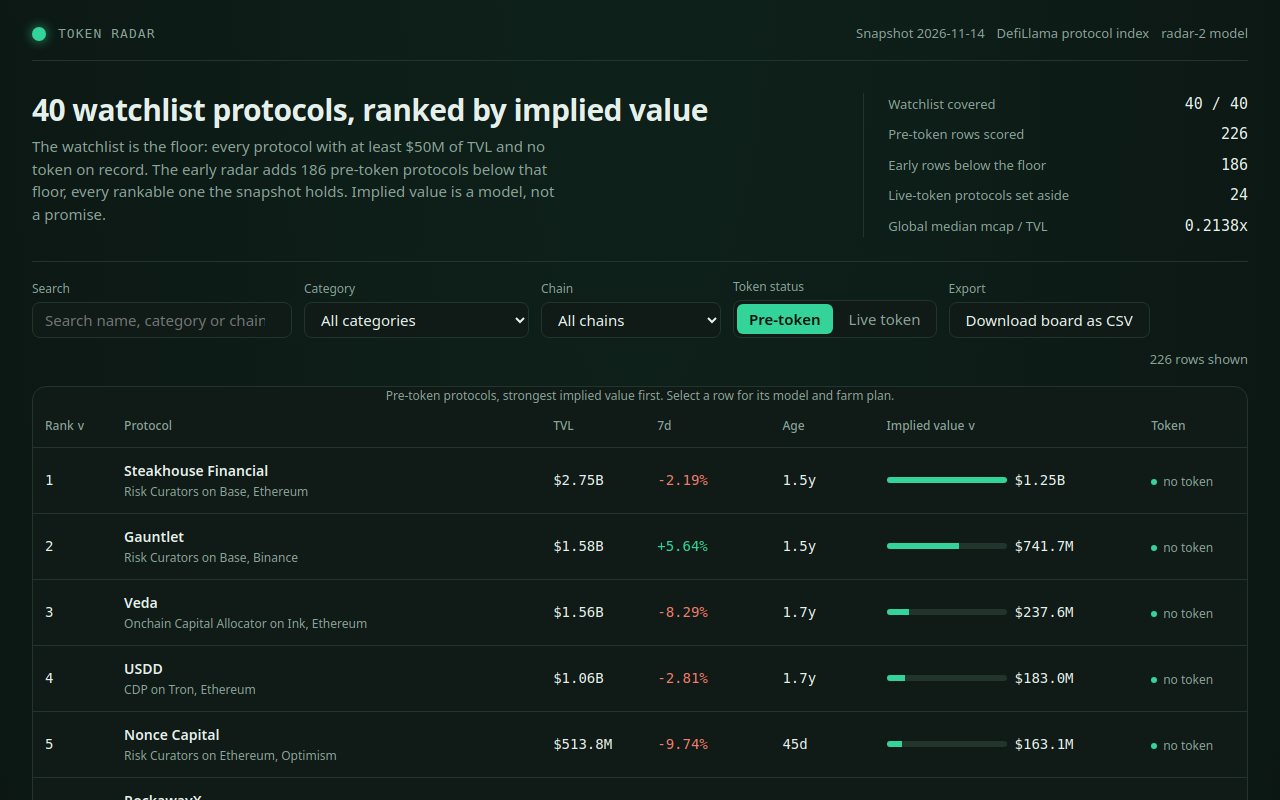 TOKEN RADAR
Snapshot 2026-11-14 DefiLlama protocol index radar-2 model
40 watchlist protocols, ranked by implied value
The watchlist is the floor: every protocol with at least $50M of TVL and no
token on record. The early radar adds 186 pre-token protocols below that
floor, every rankable one the snapshot holds. Implied value is a model, not
a promise.
Watchlist covered 40 / 40
Pre-token rows scored 226
Early rows below the floor 186
Live-token protocols set aside 24
Global median mcap / TVL 0.2138x
Search Category Chain Token status Export
Search name, category or chain All categories All chains Pre-token Live token Download board as CSV
226 rows shown
Pre-token protocols, strongest implied value first. Select a row for its model and farm plan.
Rank v Protocol TVL 7d Age Implied value v Token
1 Steakhouse Financial $2.75B -2.19% 1.5y $1.25B no token
Risk Curators on Base, Ethereum
2 Gauntlet $1.58B +5.64% 1.5y $741.7M no token
Risk Curators on Base, Binance
3 Veda $1.56B -8.29% 1.7y $237.6M no token
Onchain Capital Allocator on Ink, Ethereum
4 USDD $1.06B -2.81% 1.7y $183.0M no token
CDP on Tron, Ethereum
5 Nonce Capital $513.8M -9.74% 45d $163.1M no token
Risk Curators on Ethereum, Optimism
RockawayX